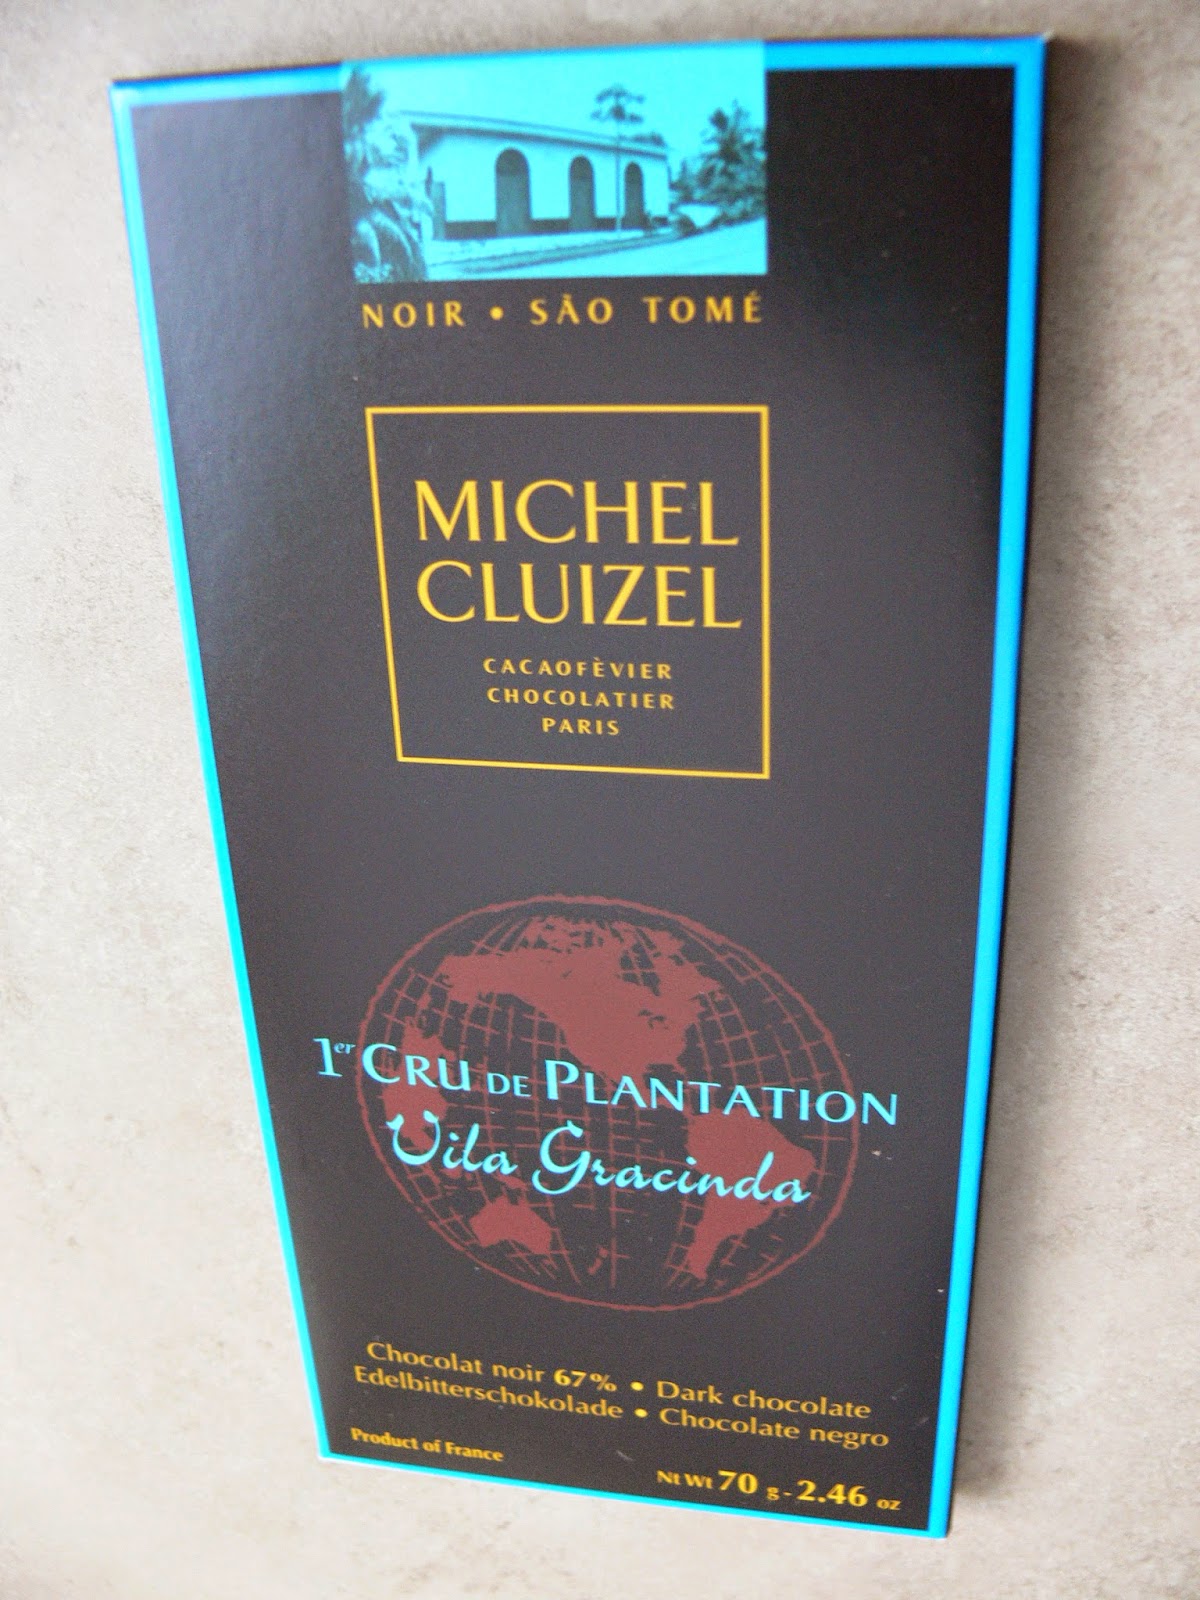 NOIR • SÃO TOMÉ
MICHEL
CLUIZEL
CACAOFÈVIER
CHOCOLATIER
PARIS
1er CRU DE PLANTATION
Vila Gracinda
Chocolat noir 67% • Dark chocolate
Edelbitterschokolade • Chocolate negro
Product of France
Nt Wt 70 g - 2.46 oz